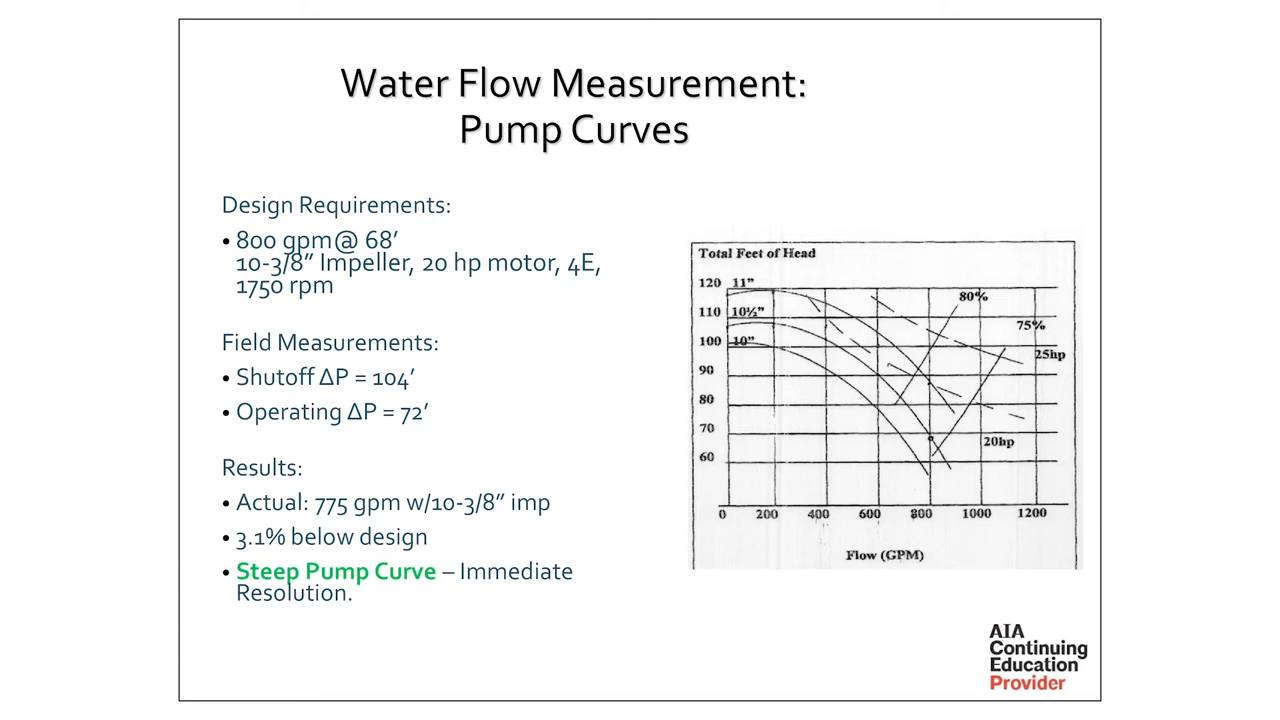 Water Flow Measurement:
Pump Curves
Design Requirements:
• 800 gpm@ 68’
10-3/8” Impeller, 20 hp motor, 4E,
1750 rpm
Field Measurements:
• Shutoff ΔP = 104’
• Operating ΔP = 72’
Results:
• Actual: 775 gpm w/10-3/8” imp
• 3.1% below design
• Steep Pump Curve – Immediate
Resolution.
Total Feet of Head
120 11”
80%
110 10½”
75%
100 10”
25hp
90
80
70
20hp
60
0 200 400 600 800 1000 1200
Flow (GPM)
AIA
Continuing
Education
Provider